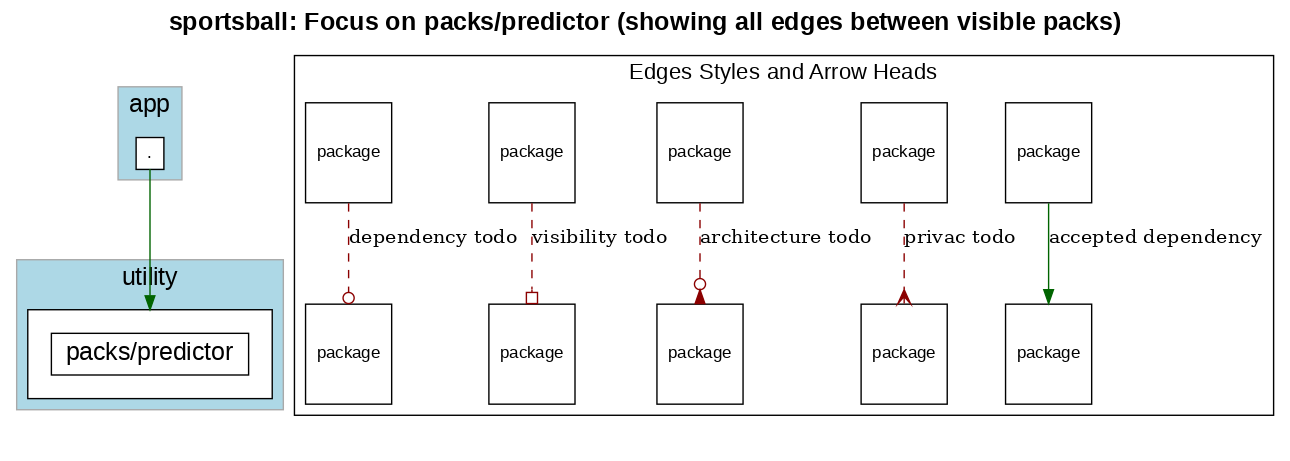 sportsball: Focus on packs/predictor (showing all edges between visible packs)
app
.
utility
packs/predictor
Edges Styles and Arrow Heads
package
package
package
package
package
dependency todo
visibility todo
architecture todo
privac todo
accepted dependency
package
package
package
package
package